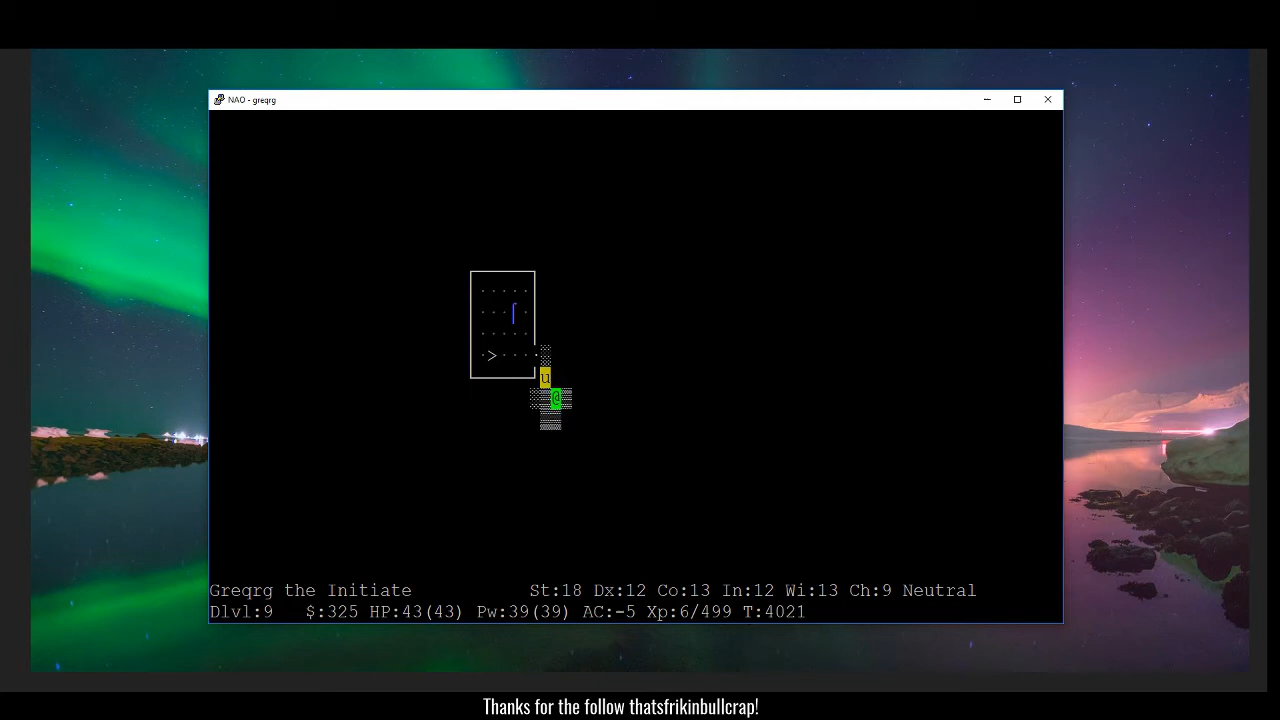 NAO - greqrg
. . . . .
. . . ⌠ .
. . . . .
. > . . . .
u
@
Greqrg the Initiate St:18 Dx:12 Co:13 In:12 Wi:13 Ch:9 Neutral
Dlvl:9 $:325 HP:43(43) Pw:39(39) AC:-5 Xp:6/499 T:4021
Thanks for the follow thatsfrikinbullcrap!